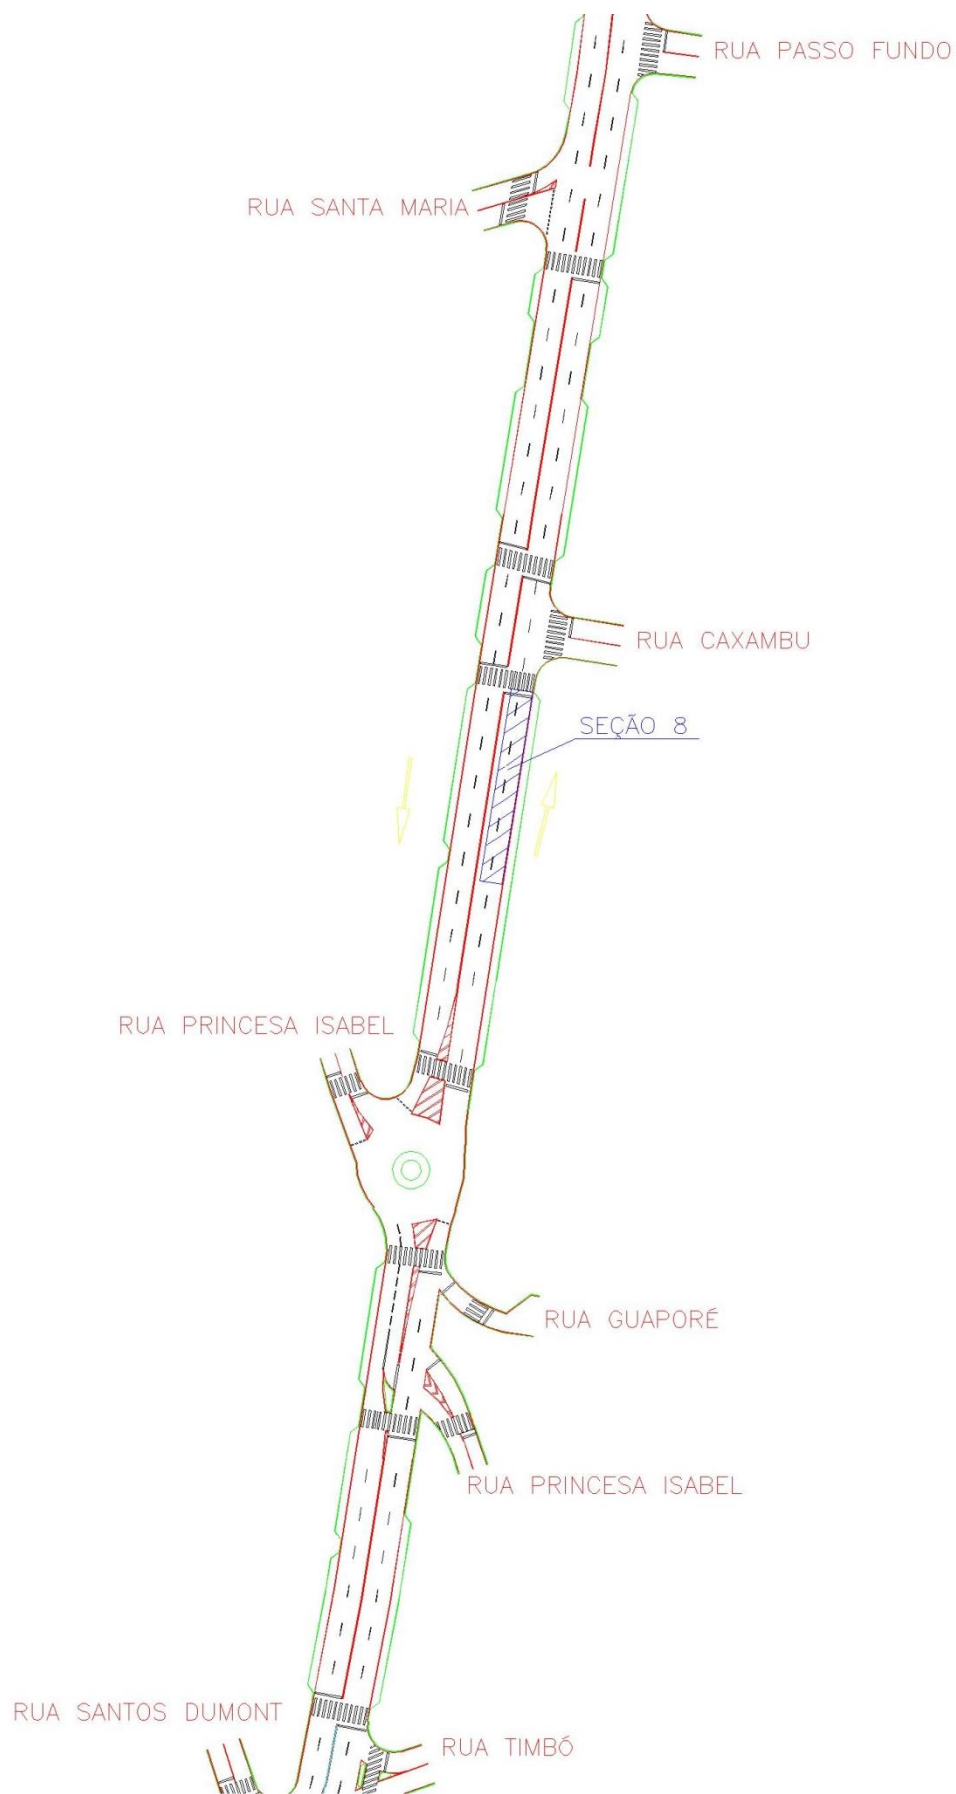 RUA PASSO FUNDO
RUA SANTA MARIA
RUA CAXAMBU
SEÇÃO 8
RUA PRINCESA ISABEL
RUA GUAPORÉ
RUA PRINCESA ISABEL
RUA SANTOS DUMONT
RUA TIMBÓ